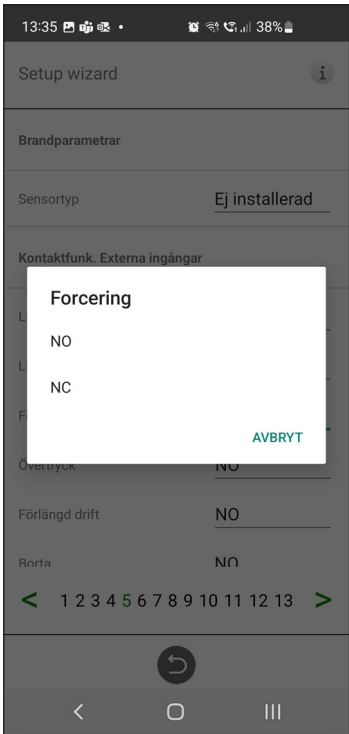 13:35 38%
Setup wizard i
Brandparametrar
Sensortyp Ej installerad
Kontaktfunk. Externa ingångar
Forcering
NO
NC
AVBRYT
Övertryck NO
Förlängd drift NO
Borta NO
< 1 2 3 4 5 6 7 8 9 10 11 12 13 >